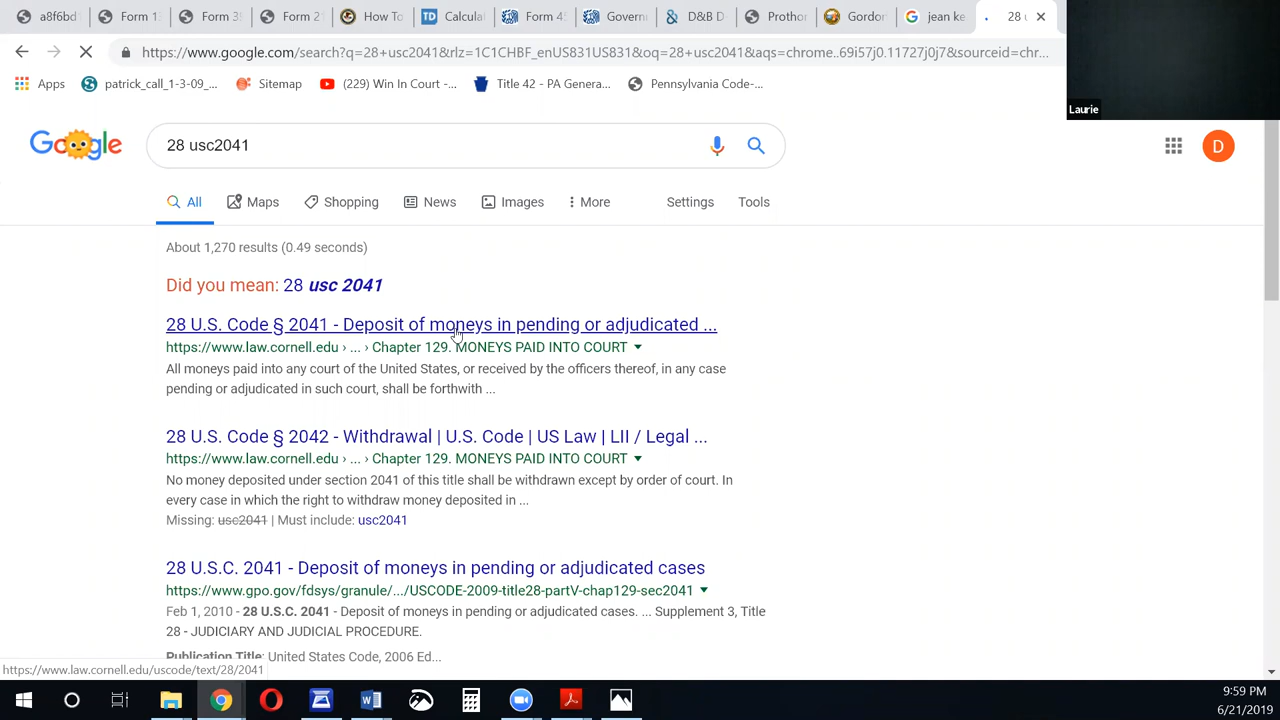 a8f6bd1
Form 13
Form 35
Form 21
How To
Calcula
Form 45
Governi
D&B D
Prothor
Gordon
jean ke
28 u
https://www.google.com/search?q=28+usc2041&rlz=1C1CHBF_enUS831US831&oq=28+usc2041&aqs=chrome..69i57j0.11727j0j7&sourceid=chr...
Apps
patrick_call_1-3-09_...
Sitemap
(229) Win In Court -...
Title 42 - PA Genera...
Pennsylvania Code-...
Laurie
Google
28 usc2041
D
All
Maps
Shopping
News
Images
More
Settings
Tools
About 1,270 results (0.49 seconds)
Did you mean: 28 usc 2041
28 U.S. Code § 2041 - Deposit of moneys in pending or adjudicated ...
https://www.law.cornell.edu › ... › Chapter 129. MONEYS PAID INTO COURT
All moneys paid into any court of the United States, or received by the officers thereof, in any case
pending or adjudicated in such court, shall be forthwith ...
28 U.S. Code § 2042 - Withdrawal | U.S. Code | US Law | LII / Legal ...
https://www.law.cornell.edu › ... › Chapter 129. MONEYS PAID INTO COURT
No money deposited under section 2041 of this title shall be withdrawn except by order of court. In
every case in which the right to withdraw money deposited in ...
Missing: usc2041 | Must include: usc2041
28 U.S.C. 2041 - Deposit of moneys in pending or adjudicated cases
https://www.gpo.gov/fdsys/granule/.../USCODE-2009-title28-partV-chap129-sec2041
Feb 1, 2010 - 28 U.S.C. 2041 - Deposit of moneys in pending or adjudicated cases. ... Supplement 3, Title
28 - JUDICIARY AND JUDICIAL PROCEDURE.
Publication Title: United States Code, 2006 Ed...
https://www.law.cornell.edu/uscode/text/28/2041
9:59 PM
6/21/2019